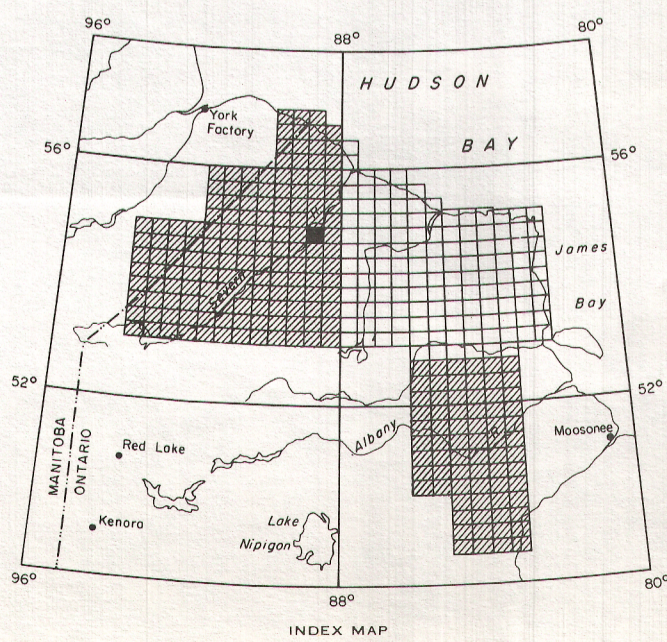 96°
88°
80°
HUDSON
BAY
York
Factory
56°
56°
R.
Severn
James
Bay
52°
52°
MANITOBA
ONTARIO
Red Lake
Albany
R.
Moosonee
Kenora
Lake
Nipigon
96°
88°
80°
INDEX MAP